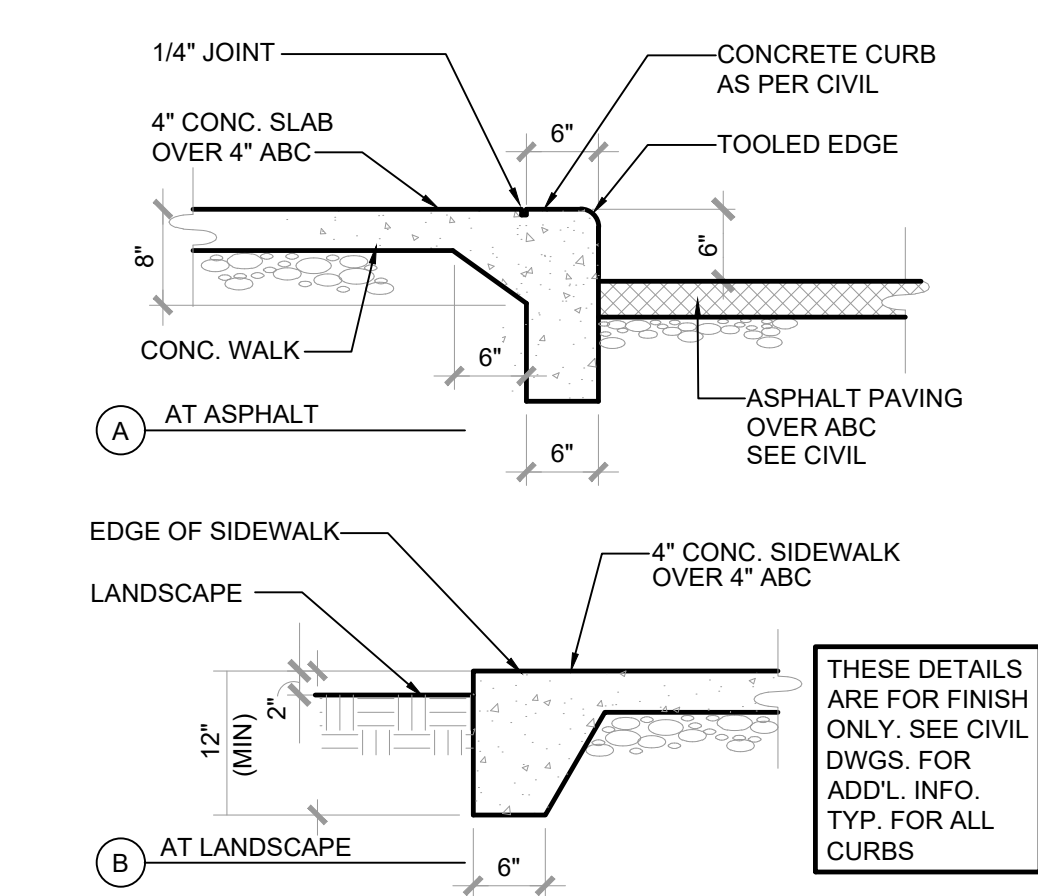 1/4" JOINT
CONCRETE CURB
AS PER CIVIL
4" CONC. SLAB
OVER 4" ABC
6"
TOOLED EDGE
8"
6"
CONC. WALK
6"
ASPHALT PAVING
OVER ABC
SEE CIVIL
A
AT ASPHALT
6"
EDGE OF SIDEWALK
4" CONC. SIDEWALK
OVER 4" ABC
LANDSCAPE
2"
12"
(MIN)
THESE DETAILS
ARE FOR FINISH
ONLY. SEE CIVIL
DWGS. FOR
ADD'L. INFO.
TYP. FOR ALL
CURBS
B
AT LANDSCAPE
6"